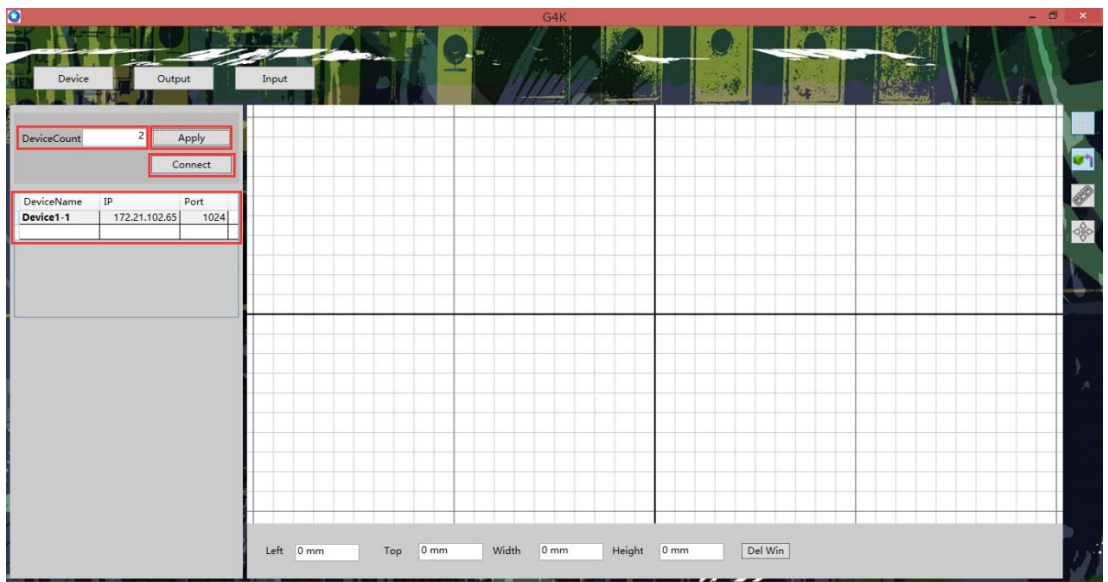 G4K
Device Output Input
DeviceCount 2 Apply
Connect
DeviceName IP Port
Device1-1 172.21.102.65 1024
Left 0 mm Top 0 mm Width 0 mm Height 0 mm Del Win